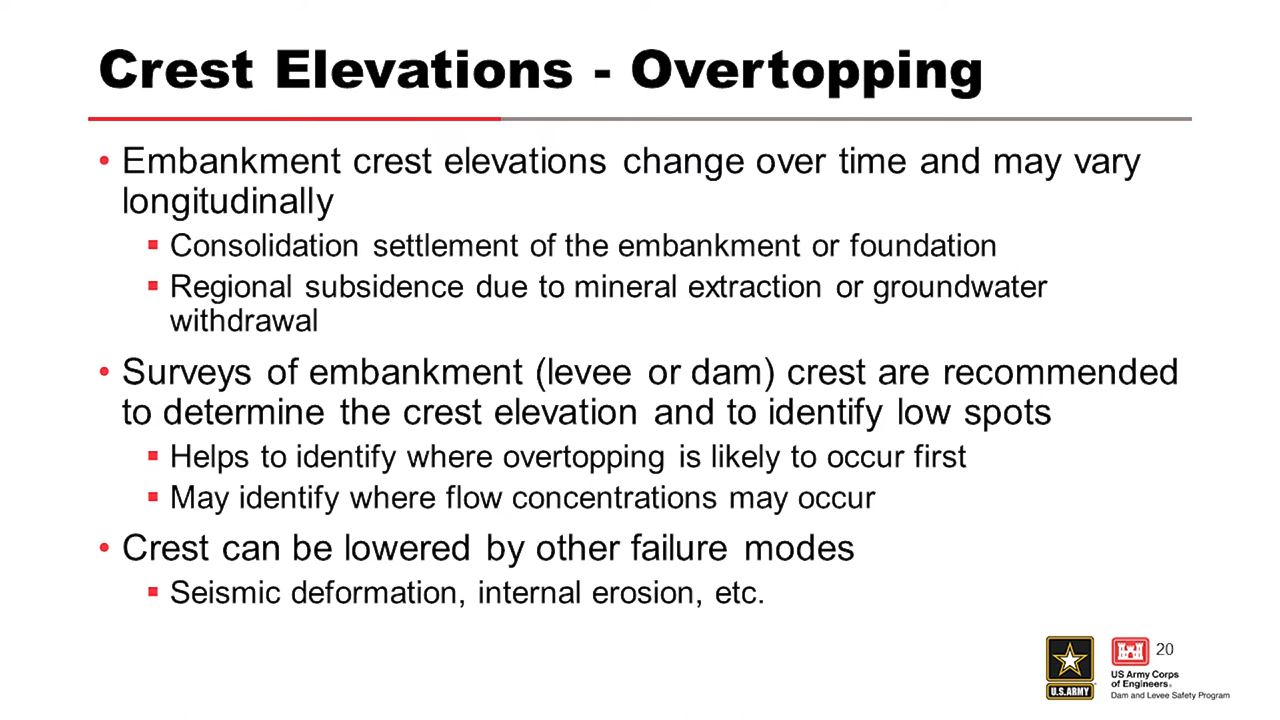 Crest Elevations - Overtopping
• Embankment crest elevations change over time and may vary
longitudinally
▪ Consolidation settlement of the embankment or foundation
▪ Regional subsidence due to mineral extraction or groundwater
withdrawal
• Surveys of embankment (levee or dam) crest are recommended
to determine the crest elevation and to identify low spots
▪ Helps to identify where overtopping is likely to occur first
▪ May identify where flow concentrations may occur
• Crest can be lowered by other failure modes
▪ Seismic deformation, internal erosion, etc.
U.S.ARMY
20
US Army Corps
of Engineers®
Dam and Levee Safety Program